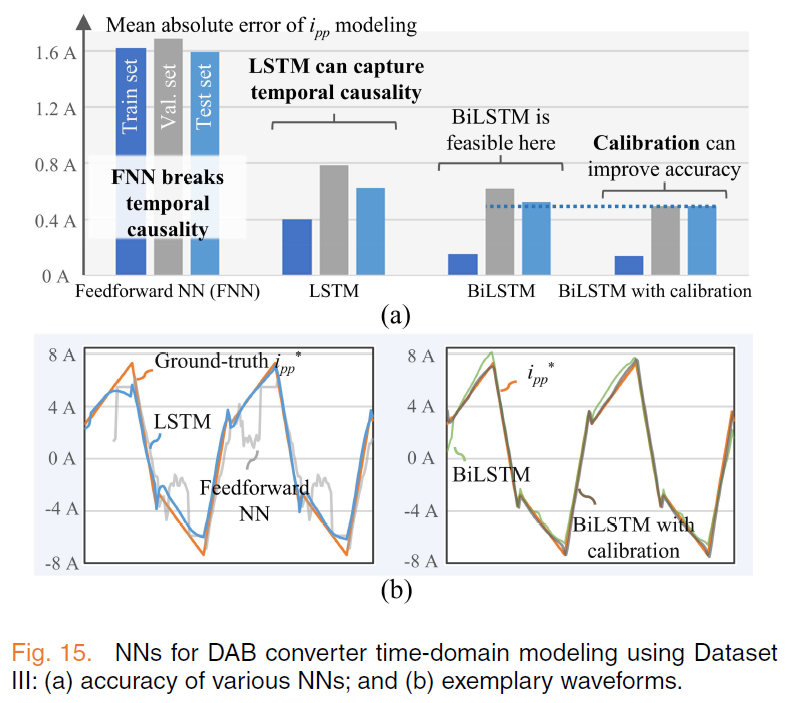 Mean absolute error of ipp modeling
1.6 A
1.2 A
0.8 A
0.4 A
0 A
Train set
Val. set
Test set
FNN breaks
temporal
causality
LSTM can capture
temporal causality
BiLSTM is
feasible here
Calibration can
improve accuracy
Feedforward NN (FNN)
LSTM
BiLSTM
BiLSTM with calibration
(a)
8 A
4 A
0 A
-4 A
-8 A
Ground-truth ipp*
LSTM
Feedforward
NN
8 A
4 A
0 A
-4 A
-8 A
ipp*
BiLSTM
BiLSTM with
calibration
(b)
Fig. 15. NNs for DAB converter time-domain modeling using Dataset
III: (a) accuracy of various NNs; and (b) exemplary waveforms.